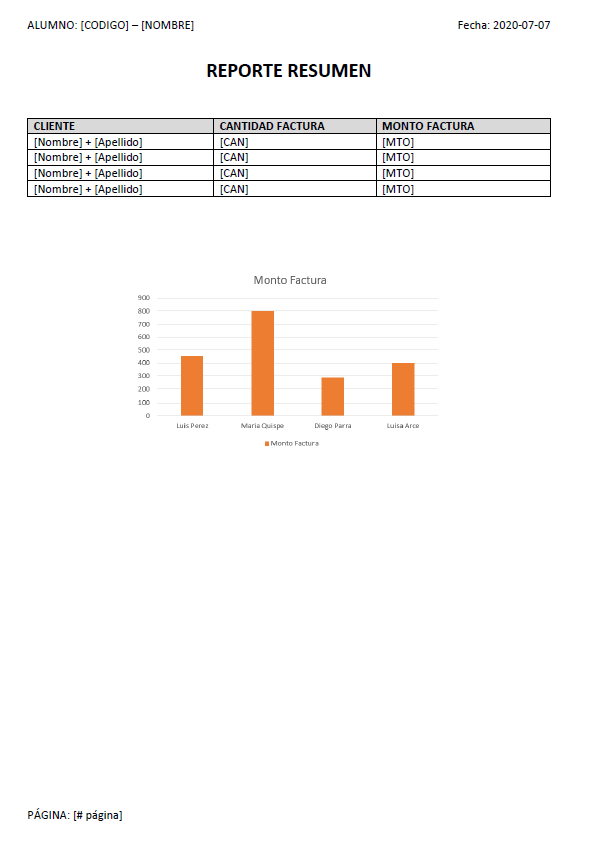 ALUMNO: [CODIGO] – [NOMBRE] Fecha: 2020-07-07
REPORTE RESUMEN
CLIENTE CANTIDAD FACTURA MONTO FACTURA
[Nombre] + [Apellido] [CAN] [MTO]
[Nombre] + [Apellido] [CAN] [MTO]
[Nombre] + [Apellido] [CAN] [MTO]
[Nombre] + [Apellido] [CAN] [MTO]
Monto Factura
900
800
700
600
500
400
300
200
100
0
Luis Perez Maria Quispe Diego Parra Luisa Arce
Monto Factura
PÁGINA: [# página]